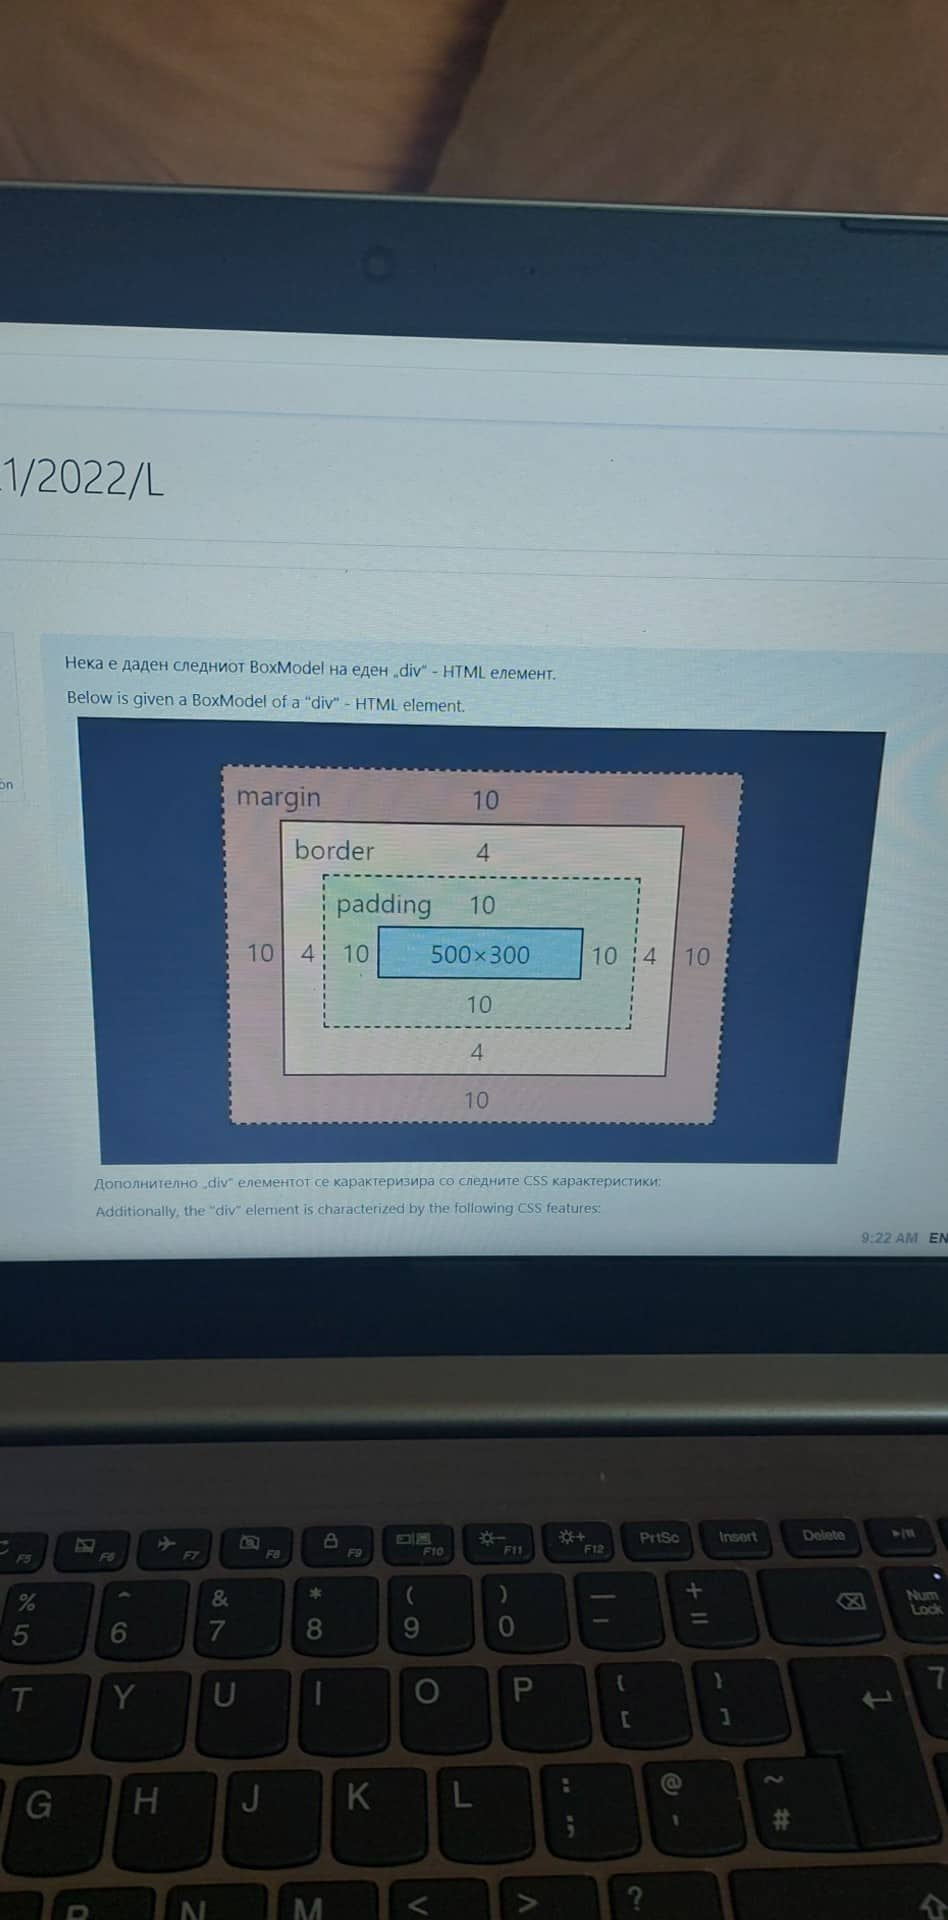 1/2022/L
Нека е даден следниот BoxModel на еден „div“ - HTML елемент.
Below is given a BoxModel of a "div" - HTML element.
on
margin 10
border 4
padding 10
10 4 10 500×300 10 4 10
10
4
10
Дополнително „div“ елементот се карактеризира со следните CSS карактеристики:
Additionally, the "div" element is characterized by the following CSS features:
9:22 AM EN
F5 F6 F7 F8 F9 F10 F11 F12 PrtSc Insert Delete
% ^ & * ( ) — + Num Lock
5 6 7 8 9 0 - =
T Y U I O P { [ } ] 7
G H J K L : ; @ ' ~ #
N M < > ?